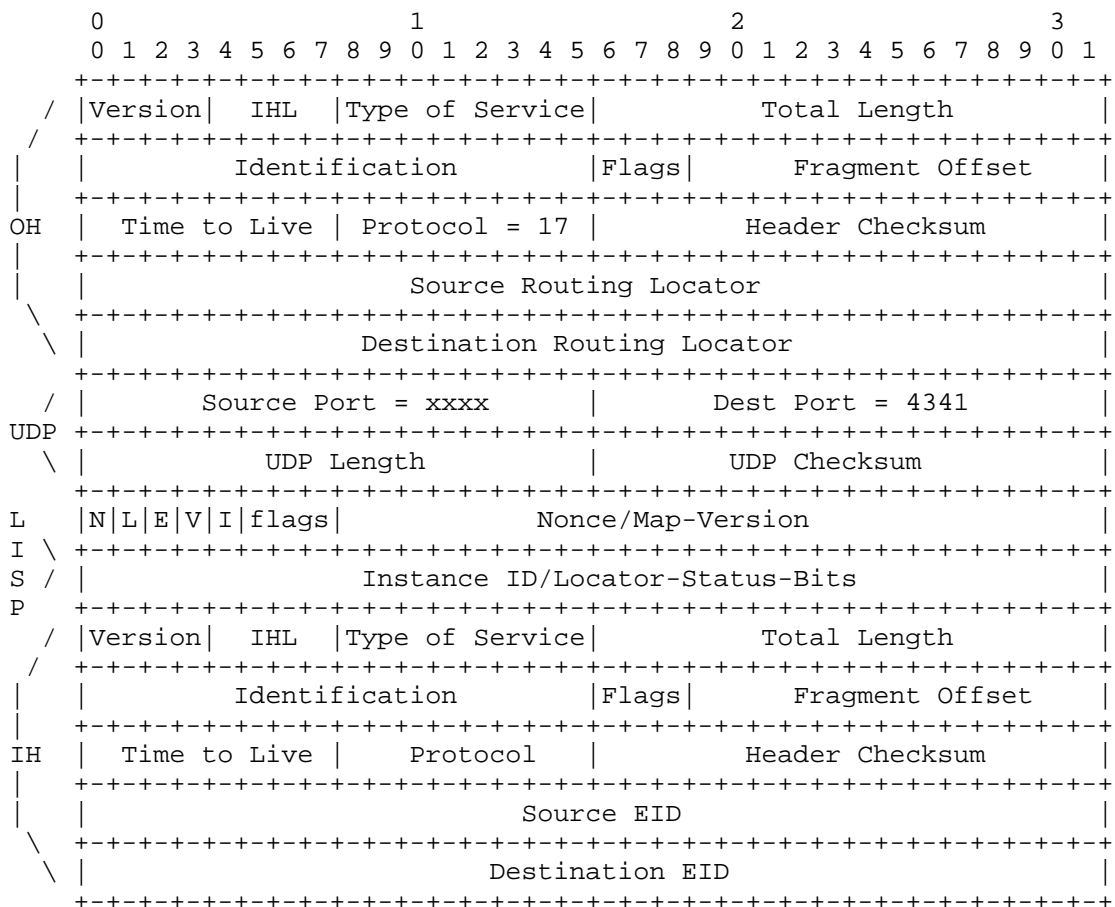 0                   1                   2                   3
 0 1 2 3 4 5 6 7 8 9 0 1 2 3 4 5 6 7 8 9 0 1 2 3 4 5 6 7 8 9 0 1
+-+-+-+-+-+-+-+-+-+-+-+-+-+-+-+-+-+-+-+-+-+-+-+-+-+-+-+-+-+-+-+-+
/ |Version| IHL |Type of Service| Total Length |
/ +-+-+-+-+-+-+-+-+-+-+-+-+-+-+-+-+-+-+-+-+-+-+-+-+-+-+-+-+-+-+-+-+
| | Identification |Flags| Fragment Offset |
| +-+-+-+-+-+-+-+-+-+-+-+-+-+-+-+-+-+-+-+-+-+-+-+-+-+-+-+-+-+-+-+-+
OH | Time to Live | Protocol = 17 | Header Checksum |
| +-+-+-+-+-+-+-+-+-+-+-+-+-+-+-+-+-+-+-+-+-+-+-+-+-+-+-+-+-+-+-+-+
| | Source Routing Locator |
\ +-+-+-+-+-+-+-+-+-+-+-+-+-+-+-+-+-+-+-+-+-+-+-+-+-+-+-+-+-+-+-+-+
\ | Destination Routing Locator |
+-+-+-+-+-+-+-+-+-+-+-+-+-+-+-+-+-+-+-+-+-+-+-+-+-+-+-+-+-+-+-+-+
/ | Source Port = xxxx | Dest Port = 4341 |
UDP +-+-+-+-+-+-+-+-+-+-+-+-+-+-+-+-+-+-+-+-+-+-+-+-+-+-+-+-+-+-+-+-+
\ | UDP Length | UDP Checksum |
+-+-+-+-+-+-+-+-+-+-+-+-+-+-+-+-+-+-+-+-+-+-+-+-+-+-+-+-+-+-+-+-+
L |N|L|E|V|I|flags| Nonce/Map-Version |
I \ +-+-+-+-+-+-+-+-+-+-+-+-+-+-+-+-+-+-+-+-+-+-+-+-+-+-+-+-+-+-+-+-+
S / | Instance ID/Locator-Status-Bits |
P +-+-+-+-+-+-+-+-+-+-+-+-+-+-+-+-+-+-+-+-+-+-+-+-+-+-+-+-+-+-+-+-+
/ |Version| IHL |Type of Service| Total Length |
/ +-+-+-+-+-+-+-+-+-+-+-+-+-+-+-+-+-+-+-+-+-+-+-+-+-+-+-+-+-+-+-+-+
| | Identification |Flags| Fragment Offset |
| +-+-+-+-+-+-+-+-+-+-+-+-+-+-+-+-+-+-+-+-+-+-+-+-+-+-+-+-+-+-+-+-+
IH | Time to Live | Protocol | Header Checksum |
| +-+-+-+-+-+-+-+-+-+-+-+-+-+-+-+-+-+-+-+-+-+-+-+-+-+-+-+-+-+-+-+-+
| | Source EID |
\ +-+-+-+-+-+-+-+-+-+-+-+-+-+-+-+-+-+-+-+-+-+-+-+-+-+-+-+-+-+-+-+-+
\ | Destination EID |
+-+-+-+-+-+-+-+-+-+-+-+-+-+-+-+-+-+-+-+-+-+-+-+-+-+-+-+-+-+-+-+-+